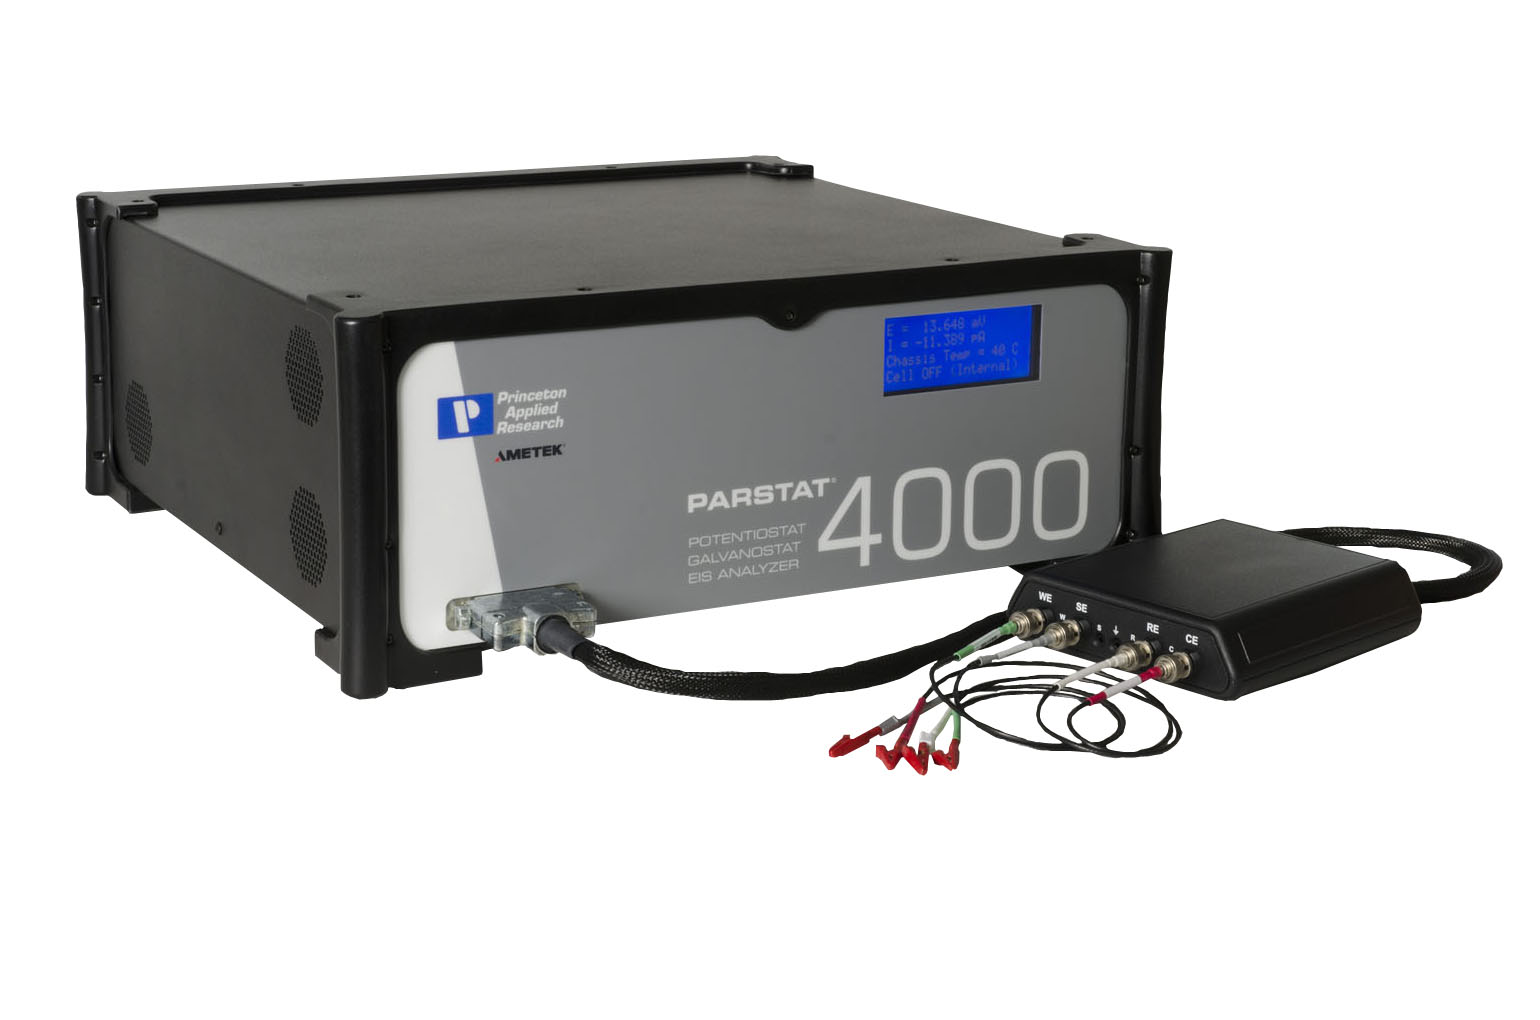 E = 13.648 mV
I = -11.389 pA
Chassis Temp = 40 C
Cell OFF (Internal)
P
Princeton
Applied
Research
AMETEK®
PARSTAT® 4000
POTENTIOSTAT
GALVANOSTAT
EIS ANALYZER
WE SE RE CE
W S R C